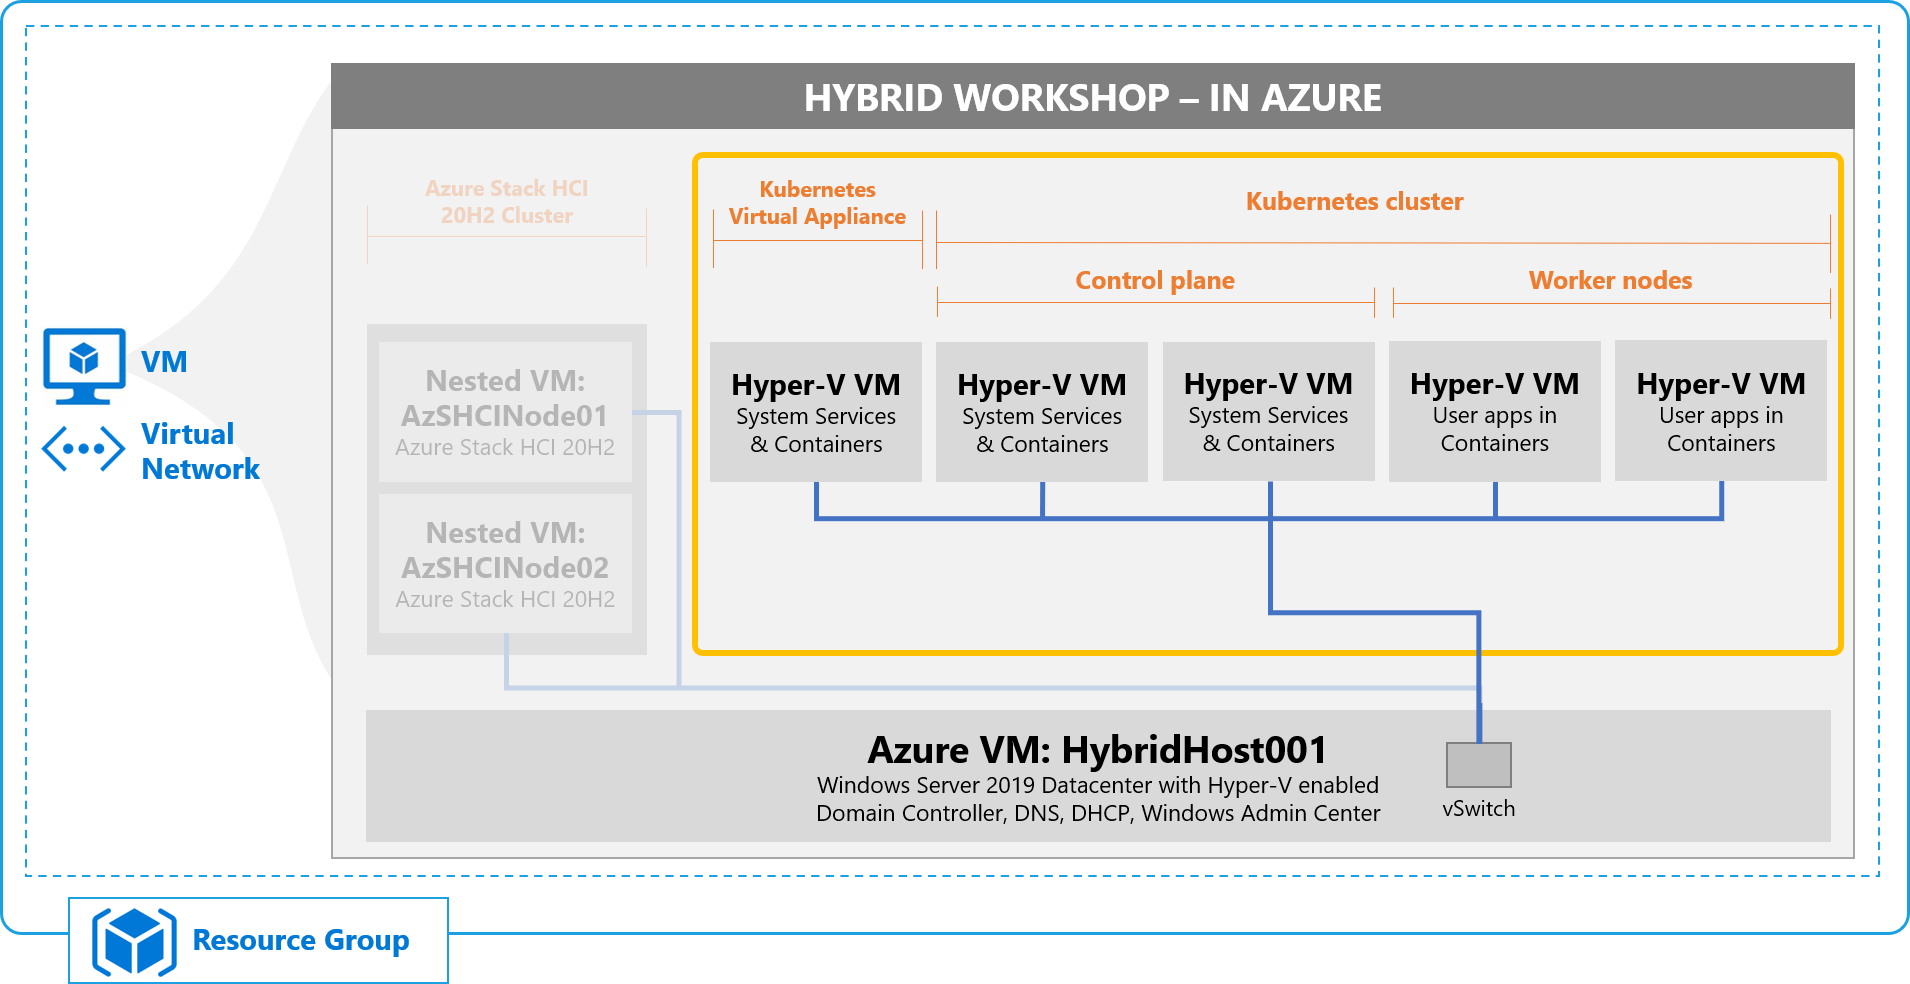 HYBRID WORKSHOP – IN AZURE
Azure Stack HCI
20H2 Cluster
Kubernetes
Virtual Appliance
Kubernetes cluster
Control plane
Worker nodes
VM
Virtual
Network
Nested VM:
AzSHCINode01
Azure Stack HCI 20H2
Nested VM:
AzSHCINode02
Azure Stack HCI 20H2
Hyper-V VM
System Services
& Containers
Hyper-V VM
System Services
& Containers
Hyper-V VM
System Services
& Containers
Hyper-V VM
User apps in
Containers
Hyper-V VM
User apps in
Containers
Azure VM: HybridHost001
Windows Server 2019 Datacenter with Hyper-V enabled
Domain Controller, DNS, DHCP, Windows Admin Center
vSwitch
Resource Group